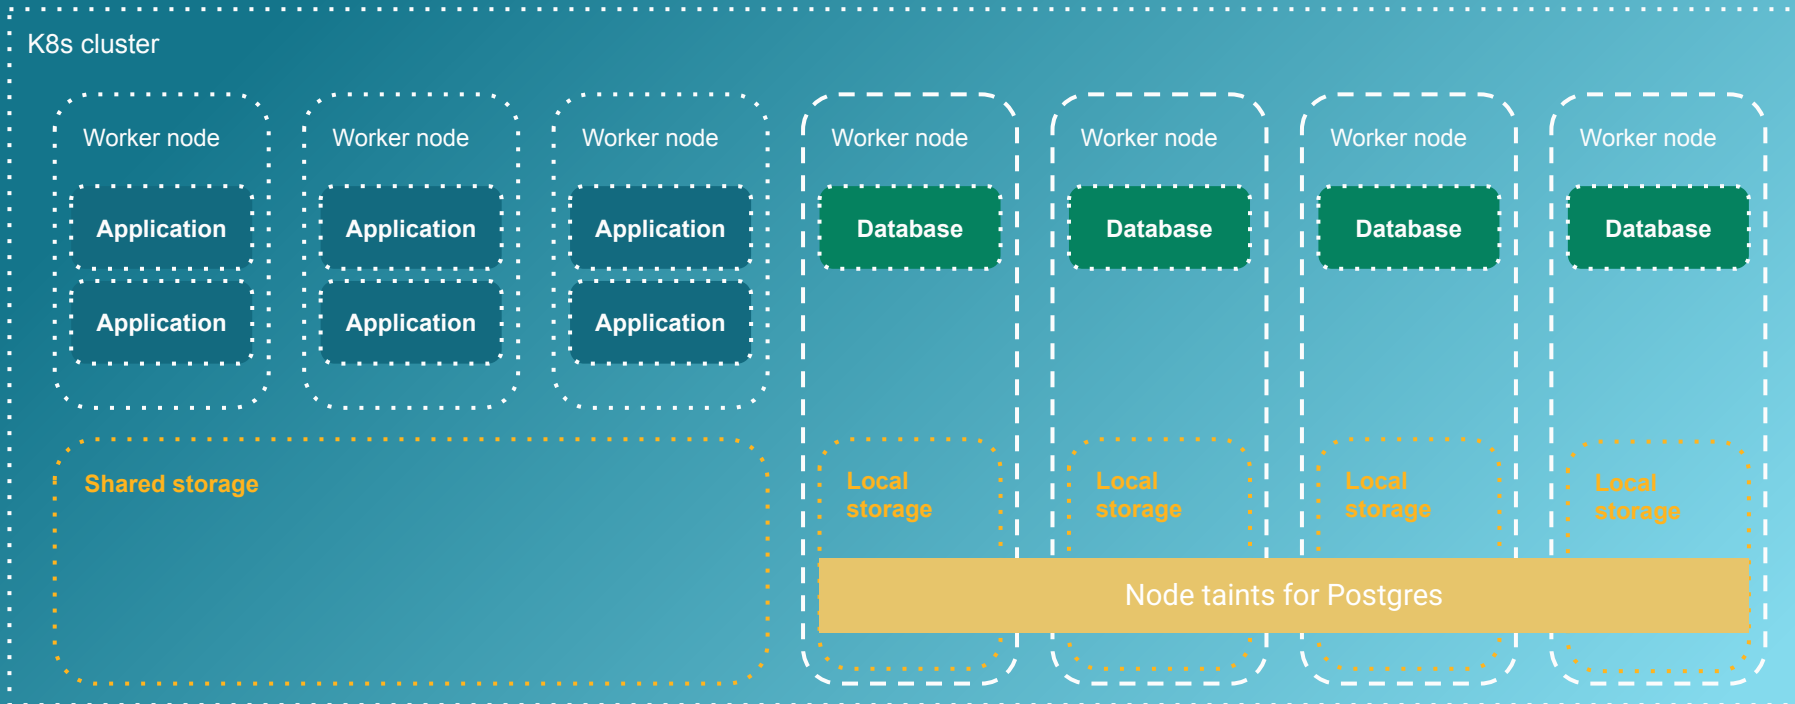 K8s cluster
Worker node
Worker node
Worker node
Worker node
Worker node
Worker node
Worker node
Application
Application
Application
Database
Database
Database
Database
Application
Application
Application
Shared storage
Local
storage
Local
storage
Local
storage
Local
storage
Node taints for Postgres